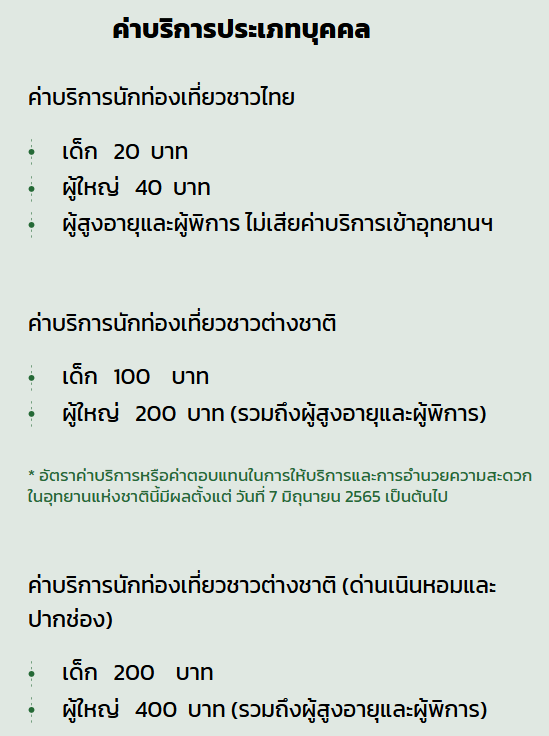 ค่าบริการประเภทบุคคล
ค่าบริการนักท่องเที่ยวชาวไทย
เด็ก 20 บาท
ผู้ใหญ่ 40 บาท
ผู้สูงอายุและผู้พิการ ไม่เสียค่าบริการเข้าอุทยานฯ
ค่าบริการนักท่องเที่ยวชาวต่างชาติ
เด็ก 100 บาท
ผู้ใหญ่ 200 บาท (รวมถึงผู้สูงอายุและผู้พิการ)
* อัตราค่าบริการหรือค่าตอบแทนในการให้บริการและการอำนวยความสะดวก
ในอุทยานแห่งชาตินี้มีผลตั้งแต่ วันที่ 7 มิถุนายน 2565 เป็นต้นไป
ค่าบริการนักท่องเที่ยวชาวต่างชาติ (ด่านเนินหอมและ
ปากช่อง)
เด็ก 200 บาท
ผู้ใหญ่ 400 บาท (รวมถึงผู้สูงอายุและผู้พิการ)